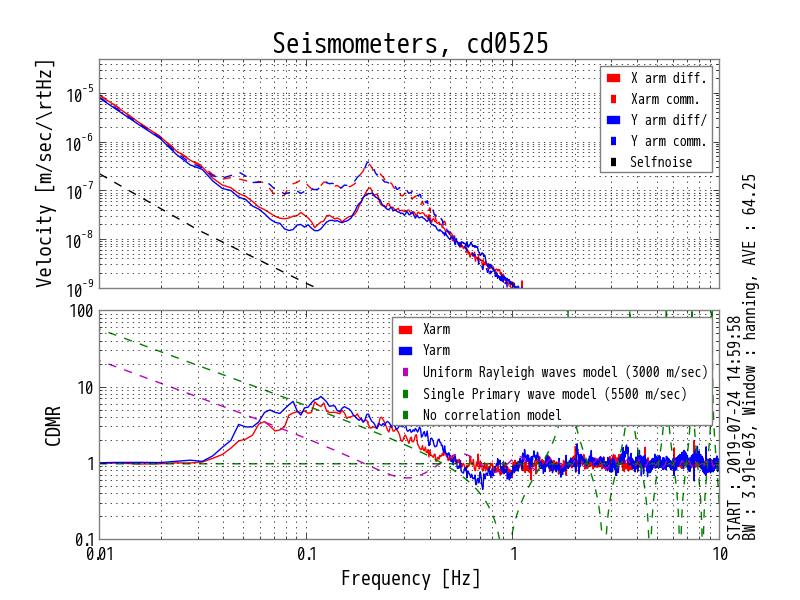 Seismometers, cd0525
Velocity [m/sec/\rtHz]
10-5
10-6
10-7
10-8
10-9
X arm diff.
Xarm comm.
Y arm diff/
Y arm comm.
Selfnoise
CDMR
100
10
1
0.1
Xarm
Yarm
Uniform Rayleigh waves model (3000 m/sec)
Single Primary wave model (5500 m/sec)
No correlation model
0.01
0.1
1
10
Frequency [Hz]
START : 2019-07-24 14:59:58
BW : 3.91e-03, Window : hanning, AVE : 64.25